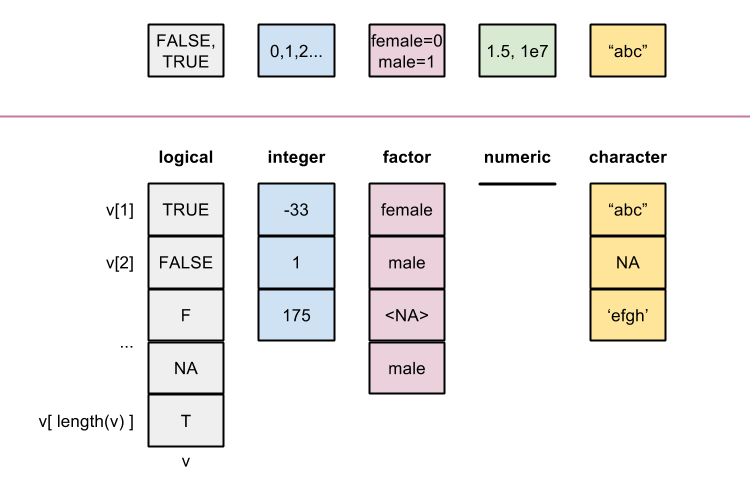 FALSE,
TRUE
0,1,2...
female=0
male=1
1.5, 1e7
“abc”
logical
integer
factor
numeric
character
v[1]
TRUE
-33
female
“abc”
v[2]
FALSE
1
male
NA
F
175
<NA>
‘efgh’
...
NA
male
v[ length(v) ]
T
v